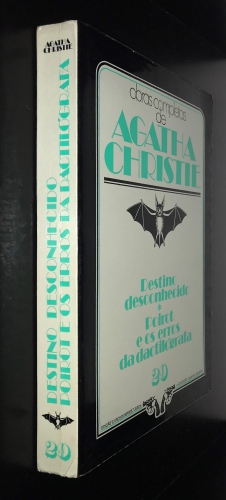 AGATHA
CHRISTIE
RESTINO DESCONHECIDO
POIROT E OS ERROS DA DACTILÓGRAFA
20
obras completas
de
AGATHA
CHRISTIE
Destino
desconhecido
*
Poirot
e os erros
da dactilógrafa
20